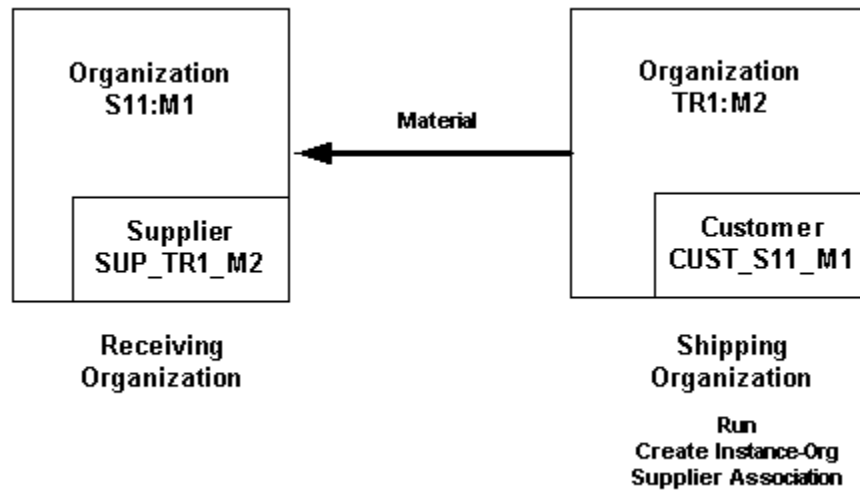 Organization
S11:M1
Organization
TR1:M2
Material
Supplier
SUP_TR1_M2
Customer
CUST_S11_M1
Receiving
Organization
Shipping
Organization
Run
Create Instance-Org
Supplier Association